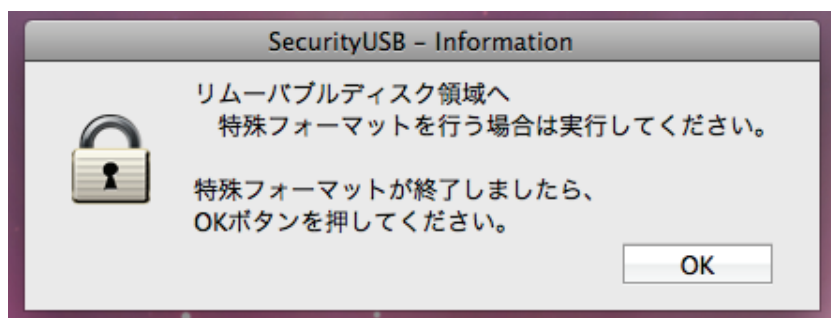 SecurityUSB – Information
リムーバブルディスク領域へ
特殊フォーマットを行う場合は実行してください。
特殊フォーマットが終了しましたら、
OKボタンを押してください。
OK